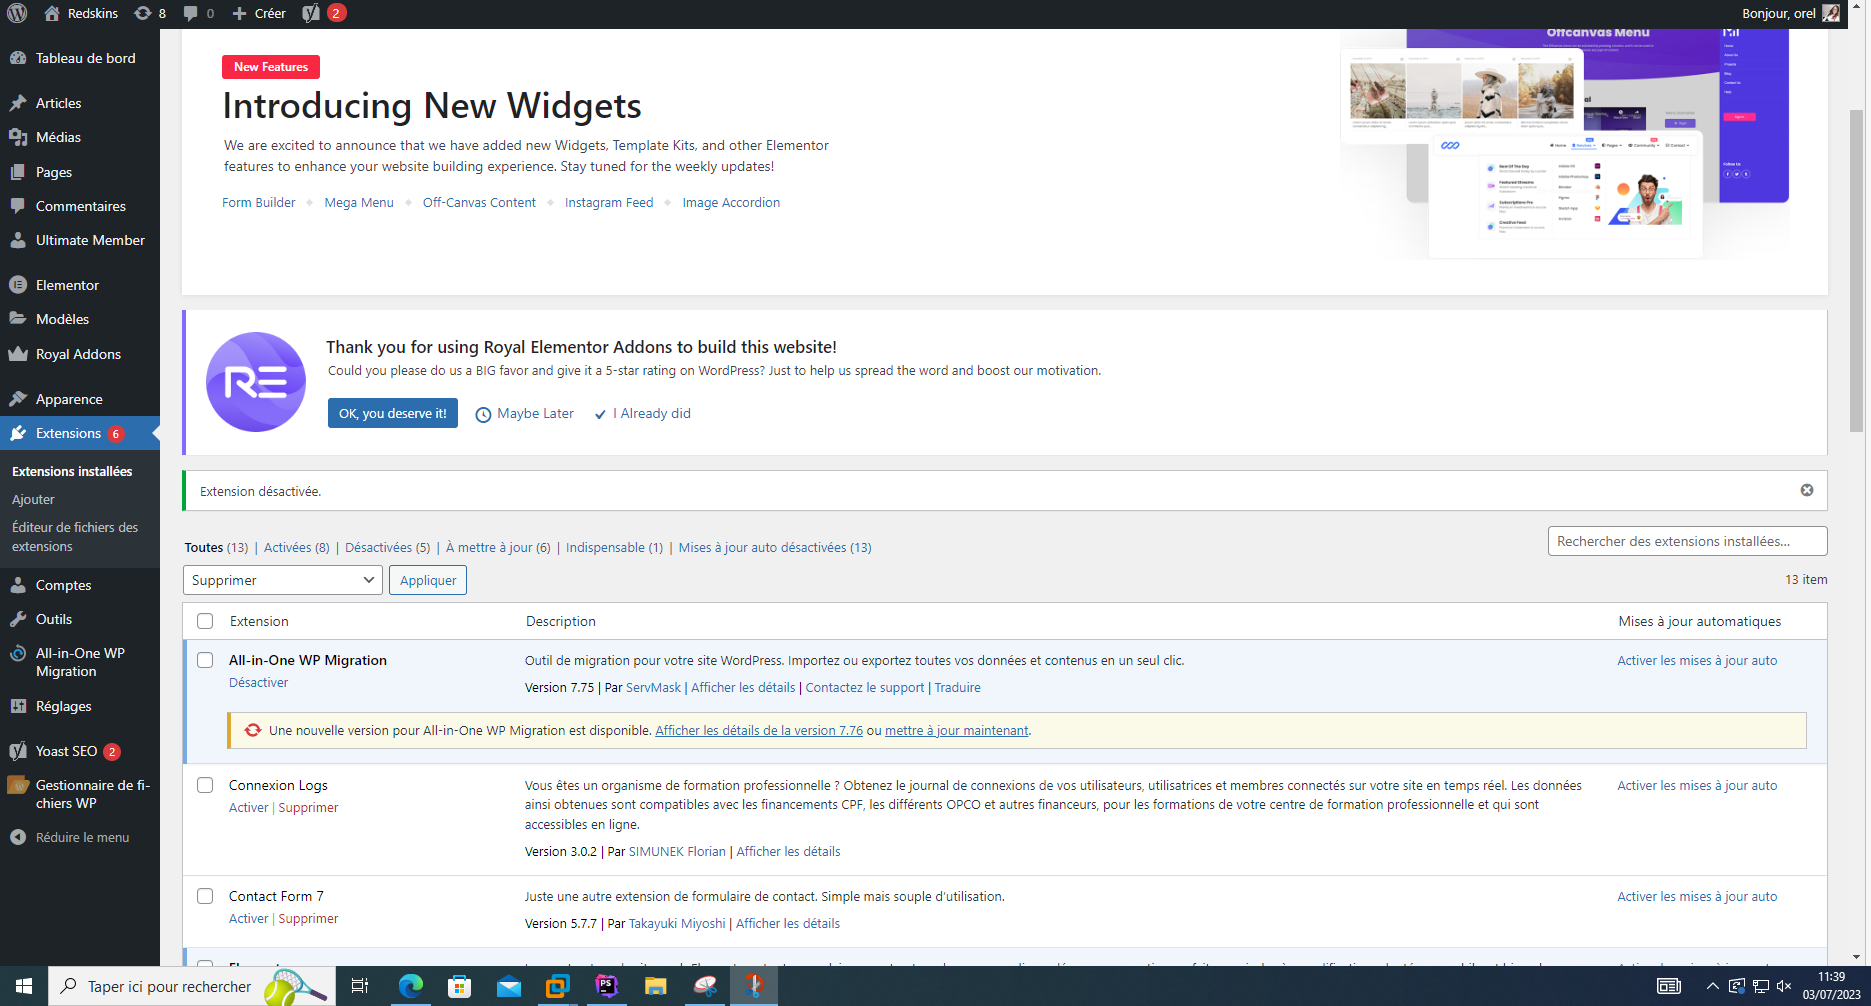 Redskins
8
0
Créer
2
Bonjour, orel
Tableau de bord
Articles
Médias
Pages
Commentaires
Ultimate Member
Elementor
Modèles
Royal Addons
Apparence
Extensions 6
Extensions installées
Ajouter
Éditeur de fichiers des
extensions
Comptes
Outils
All-in-One WP
Migration
Réglages
Yoast SEO 2
Gestionnaire de fi-
chiers WP
Réduire le menu
New Features
Introducing New Widgets
We are excited to announce that we have added new Widgets, Template Kits, and other Elementor
features to enhance your website building experience. Stay tuned for the weekly updates!
Form Builder
Mega Menu
Off-Canvas Content
Instagram Feed
Image Accordion
Offcanvas Menu
RE
Thank you for using Royal Elementor Addons to build this website!
Could you please do us a BIG favor and give it a 5-star rating on WordPress? Just to help us spread the word and boost our motivation.
OK, you deserve it!
Maybe Later
I Already did
Extension désactivée.
Toutes (13) | Activées (8) | Désactivées (5) | À mettre à jour (6) | Indispensable (1) | Mises à jour auto désactivées (13)
Rechercher des extensions installées...
Supprimer
Appliquer
13 item
Extension
Description
Mises à jour automatiques
All-in-One WP Migration
Désactiver
Outil de migration pour votre site WordPress. Importez ou exportez toutes vos données et contenus en un seul clic.
Version 7.75 | Par ServMask | Afficher les détails | Contactez le support | Traduire
Activer les mises à jour auto
Une nouvelle version pour All-in-One WP Migration est disponible. Afficher les détails de la version 7.76 ou mettre à jour maintenant.
Connexion Logs
Activer | Supprimer
Vous êtes un organisme de formation professionnelle ? Obtenez le journal de connexions de vos utilisateurs, utilisatrices et membres connectés sur votre site en temps réel. Les données
ainsi obtenues sont compatibles avec les financements CPF, les différents OPCO et autres financeurs, pour les formations de votre centre de formation professionnelle et qui sont
accessibles en ligne.
Version 3.0.2 | Par SIMUNEK Florian | Afficher les détails
Activer les mises à jour auto
Contact Form 7
Activer | Supprimer
Juste une autre extension de formulaire de contact. Simple mais souple d'utilisation.
Version 5.7.7 | Par Takayuki Miyoshi | Afficher les détails
Activer les mises à jour auto
Taper ici pour rechercher
PS
11:39
03/07/2023